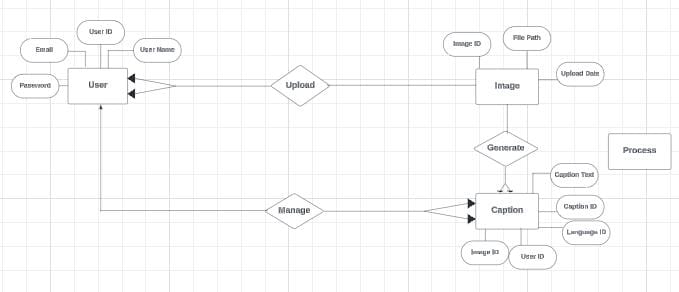 User ID
File Path
Email
User Name
Image ID
Upload Date
Password
User
Upload
Image
Generate
Process
Caption Text
Manage
Caption
Caption ID
Language ID
Image ID
User ID